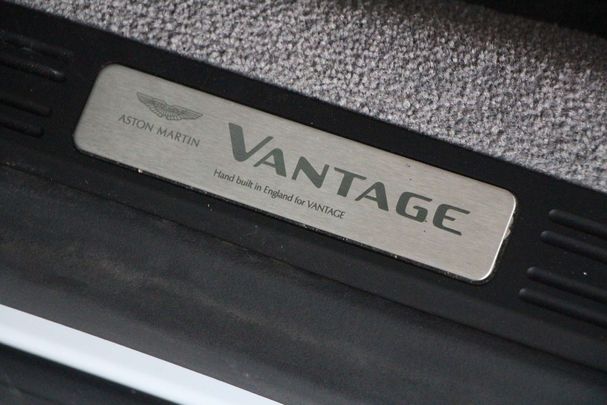 ASTON MARTIN
VANTAGE
Hand built in England for VANTAGE